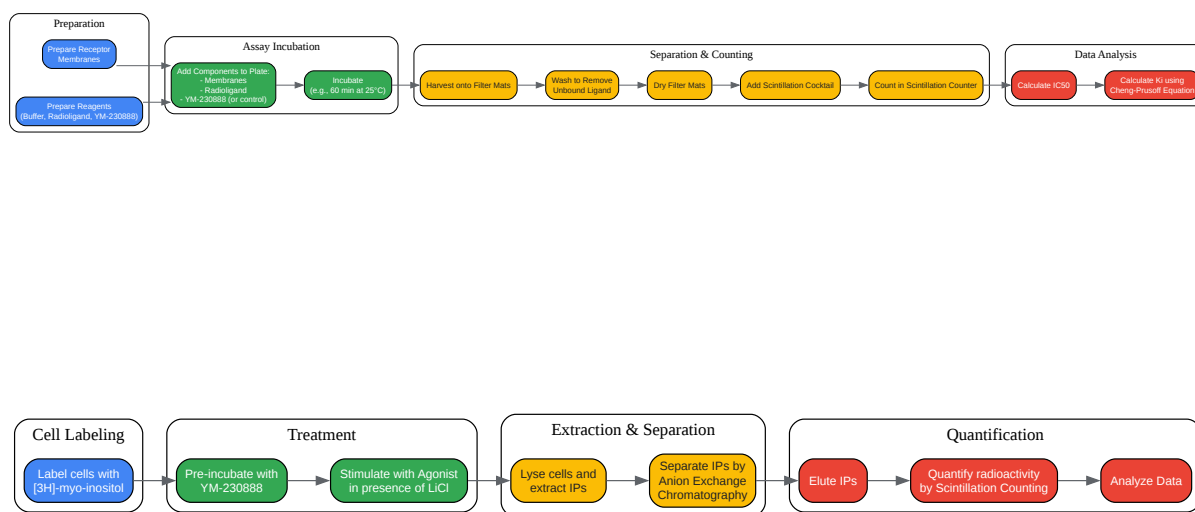 Preparation
Prepare Receptor
Membranes
Prepare Reagents
(Buffer, Radioligand, YM-230888)
Assay Incubation
Add Components to Plate:
- Membranes
- Radioligand
- YM-230888 (or control)
Incubate
(e.g., 60 min at 25°C)
Separation & Counting
Harvest onto Filter Mats
Wash to Remove
Unbound Ligand
Dry Filter Mats
Add Scintillation Cocktail
Count in Scintillation Counter
Data Analysis
Calculate IC50
Calculate Ki using
Cheng-Prusoff Equation
Cell Labeling
Label cells with
[3H]-myo-inositol
Treatment
Pre-incubate with
YM-230888
Stimulate with Agonist
in presence of LiCl
Extraction & Separation
Lyse cells and
extract IPs
Separate IPs by
Anion Exchange
Chromatography
Quantification
Elute IPs
Quantify radioactivity
by Scintillation Counting
Analyze Data